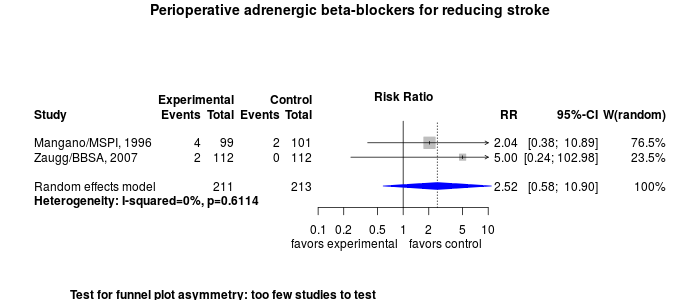 Perioperative adrenergic beta-blockers for reducing stroke
Experimental Control Risk Ratio
Study Events Total Events Total RR 95%-CI W(random)
Mangano/MSPI, 1996 4 99 2 101 2.04 [0.38; 10.89] 76.5%
Zaugg/BBSA, 2007 2 112 0 112 5.00 [0.24; 102.98] 23.5%
Random effects model 211 213 2.52 [0.58; 10.90] 100%
Heterogeneity: I-squared=0%, p=0.6114
0.1 0.2 0.5 1 2 5 10
favors experimental favors control
Test for funnel plot asymmetry: too few studies to test